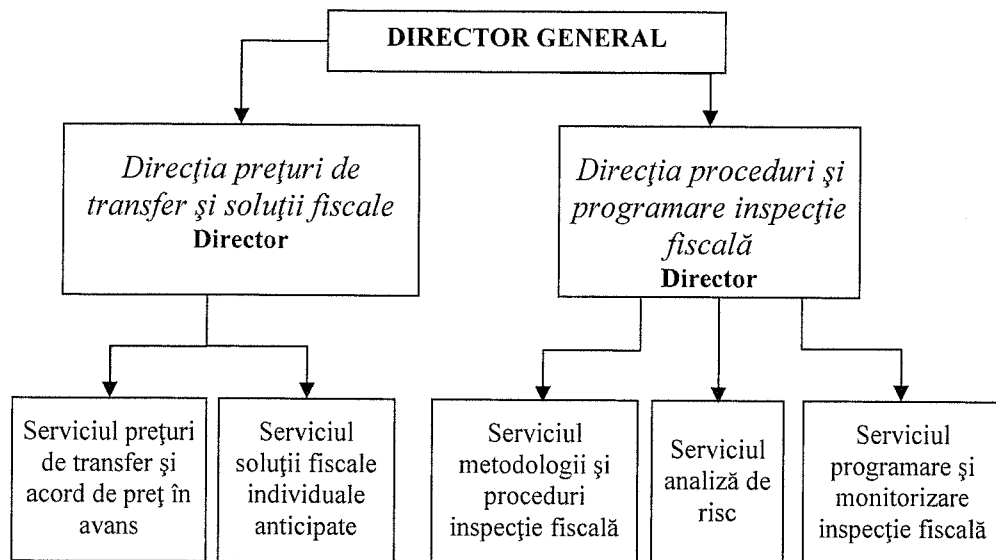 DIRECTOR GENERAL
Direcţia preţuri de
transfer şi soluţii fiscale
Director
Direcţia proceduri şi
programare inspecţie
fiscală
Director
Serviciul preţuri
de transfer şi
acord de preţ în
avans
Serviciul
soluţii fiscale
individuale
anticipate
Serviciul
metodologii şi
proceduri
inspecţie fiscală
Serviciul
analiză de
risc
Serviciul
programare şi
monitorizare
inspecţie fiscală